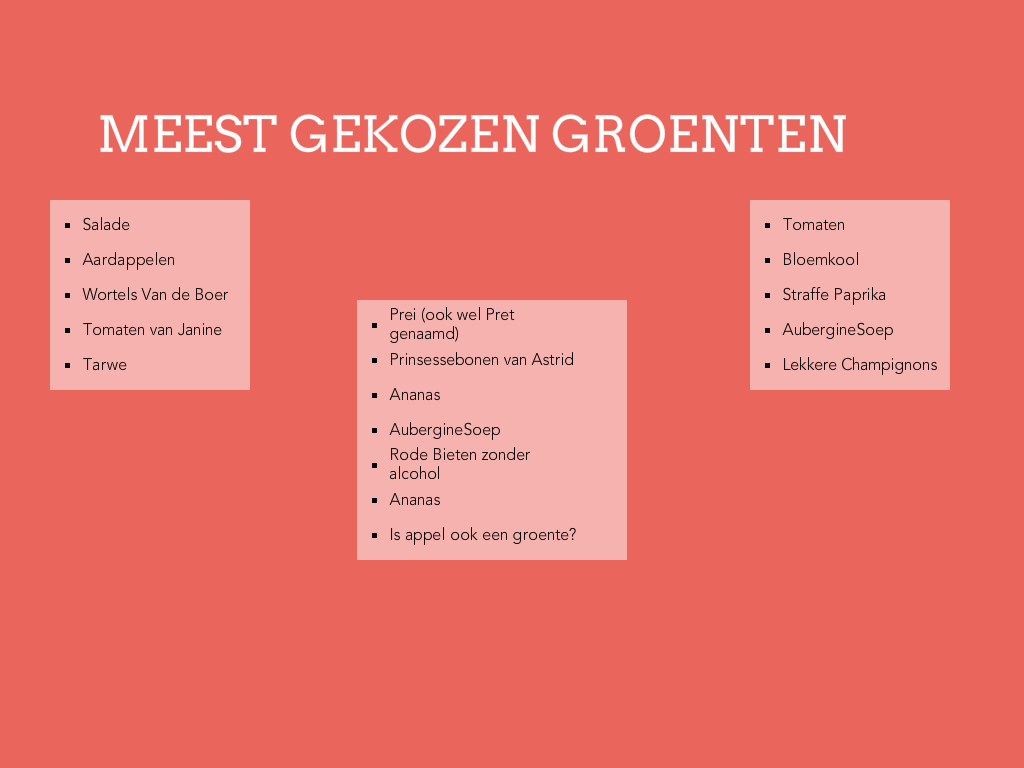 MEEST GEKOZEN GROENTEN
Salade
Aardappelen
Wortels Van de Boer
Tomaten van Janine
Tarwe
Prei (ook wel Pret
genaamd)
Prinsessebonen van Astrid
Ananas
AubergineSoep
Rode Bieten zonder
alcohol
Ananas
Is appel ook een groente?
Tomaten
Bloemkool
Straffe Paprika
AubergineSoep
Lekkere Champignons